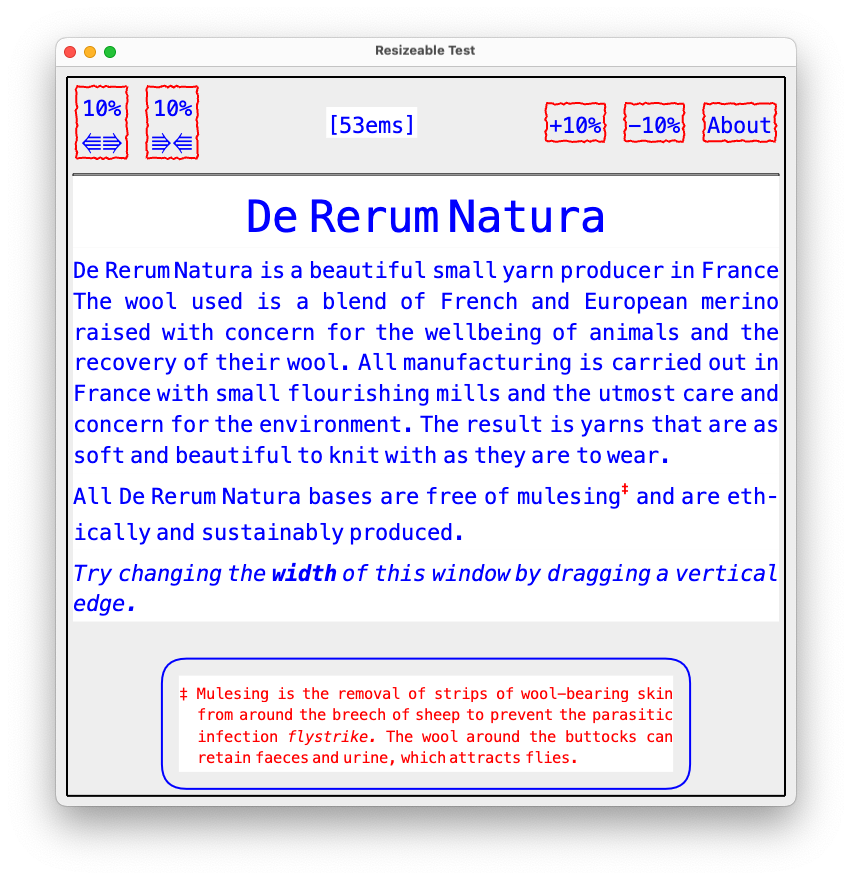 Resizeable Test
10% 10% [53ems] +10% −10% About
⇚⇛ ⇛⇚
De Rerum Natura
De Rerum Natura is a beautiful small yarn producer in France
The wool used is a blend of French and European merino
raised with concern for the wellbeing of animals and the
recovery of their wool. All manufacturing is carried out in
France with small flourishing mills and the utmost care and
concern for the environment. The result is yarns that are as
soft and beautiful to knit with as they are to wear.
All De Rerum Natura bases are free of mulesing‡ and are eth-
ically and sustainably produced.
Try changing the width of this window by dragging a vertical
edge.
‡ Mulesing is the removal of strips of wool-bearing skin
from around the breech of sheep to prevent the parasitic
infection flystrike. The wool around the buttocks can
retain faeces and urine, which attracts flies.